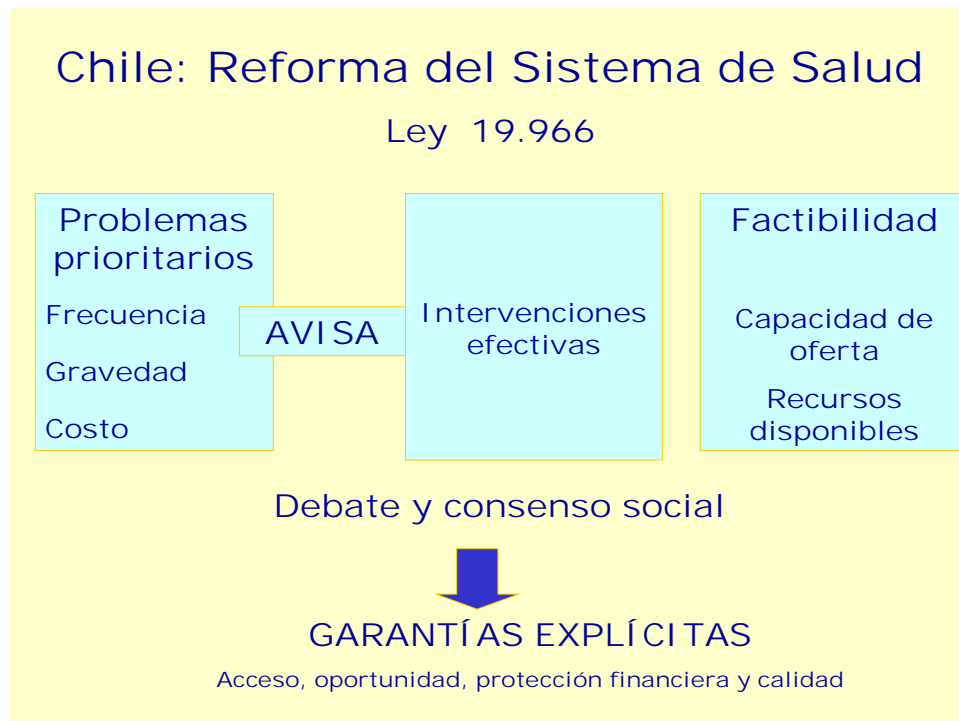 Chile: Reforma del Sistema de Salud
Ley 19.966
Problemas
prioritarios
Frecuencia
Gravedad
Costo
AVISA
Intervenciones
efectivas
Factibilidad
Capacidad de
oferta
Recursos
disponibles
Debate y consenso social
GARANTÍAS EXPLÍCITAS
Acceso, oportunidad, protección financiera y calidad